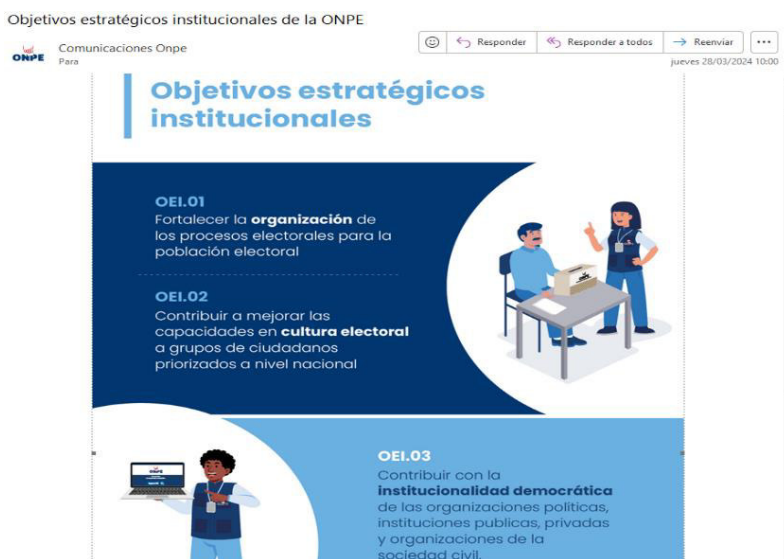 Objetivos estratégicos institucionales de la ONPE
ONPE
Comunicaciones Onpe
Para
Responder
Responder a todos
Reenviar
jueves 28/03/2024 10:00
Objetivos estratégicos
institucionales
OEI.01
Fortalecer la organización de
los procesos electorales para la
población electoral
OEI.02
Contribuir a mejorar las
capacidades en cultura electoral
a grupos de ciudadanos
priorizados a nivel nacional
OEI.03
Contribuir con la
institucionalidad democrática
de las organizaciones políticas,
instituciones publicas, privadas
y organizaciones de la
sociedad civil.